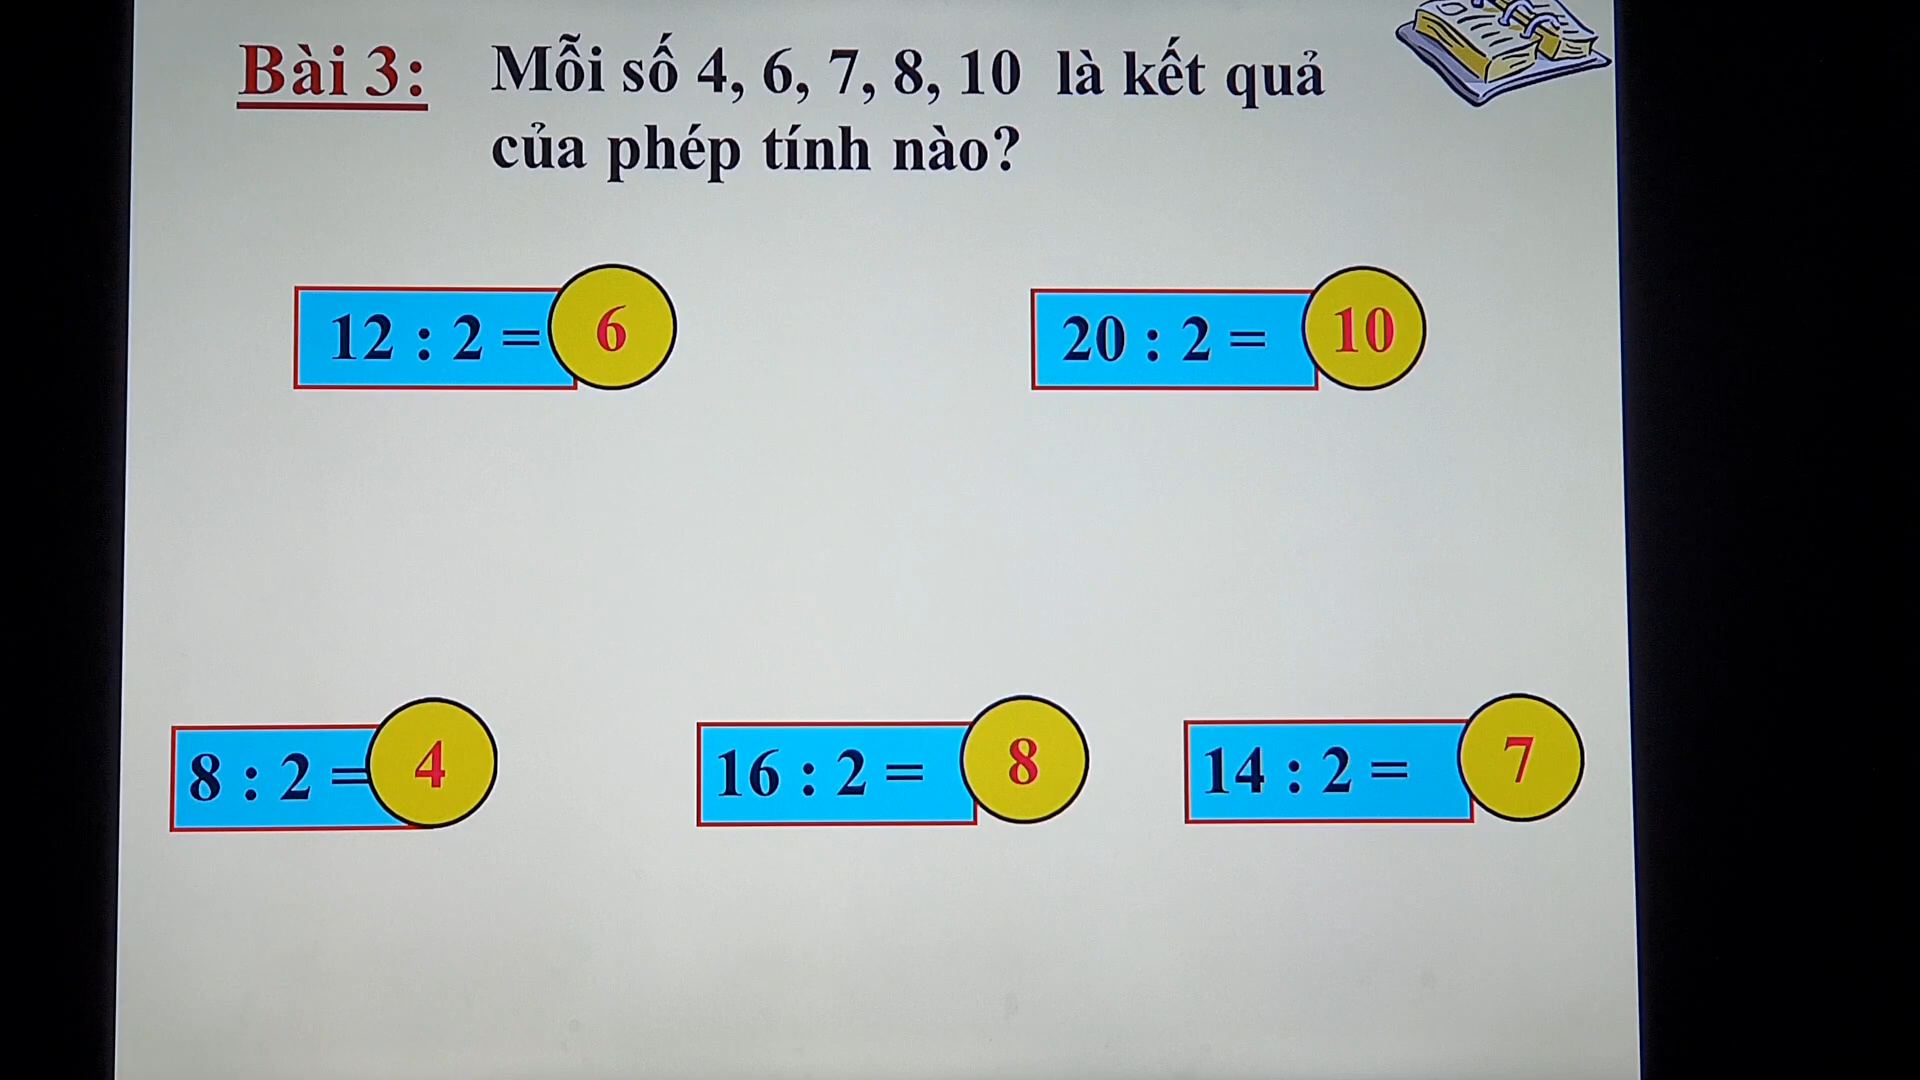 Bài 3: Mỗi số 4, 6, 7, 8, 10 là kết quả
của phép tính nào?
12 : 2 = 6
20 : 2 = 10
8 : 2 = 4
16 : 2 = 8
14 : 2 = 7